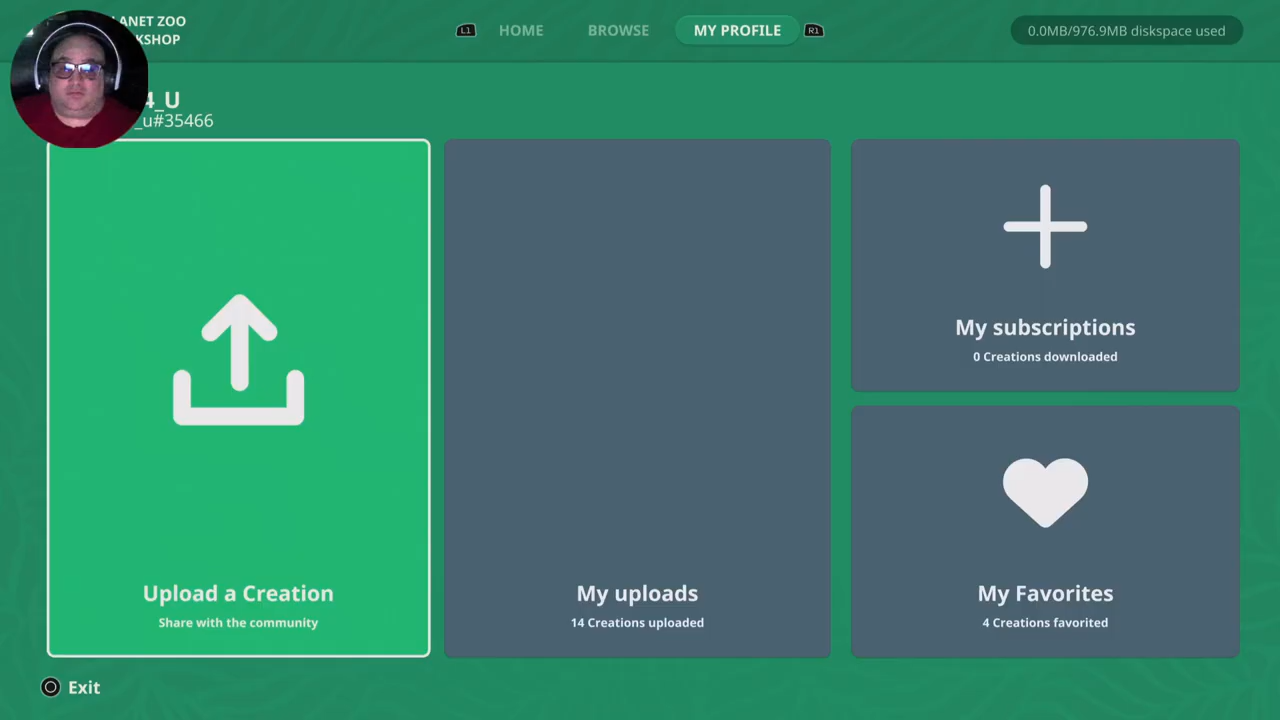 LANET ZOO
KSHOP
L1
HOME
BROWSE
MY PROFILE
R1
0.0MB/976.9MB diskspace used
4_U
_u#35466
Upload a Creation
Share with the community
My uploads
14 Creations uploaded
My subscriptions
0 Creations downloaded
My Favorites
4 Creations favorited
Exit